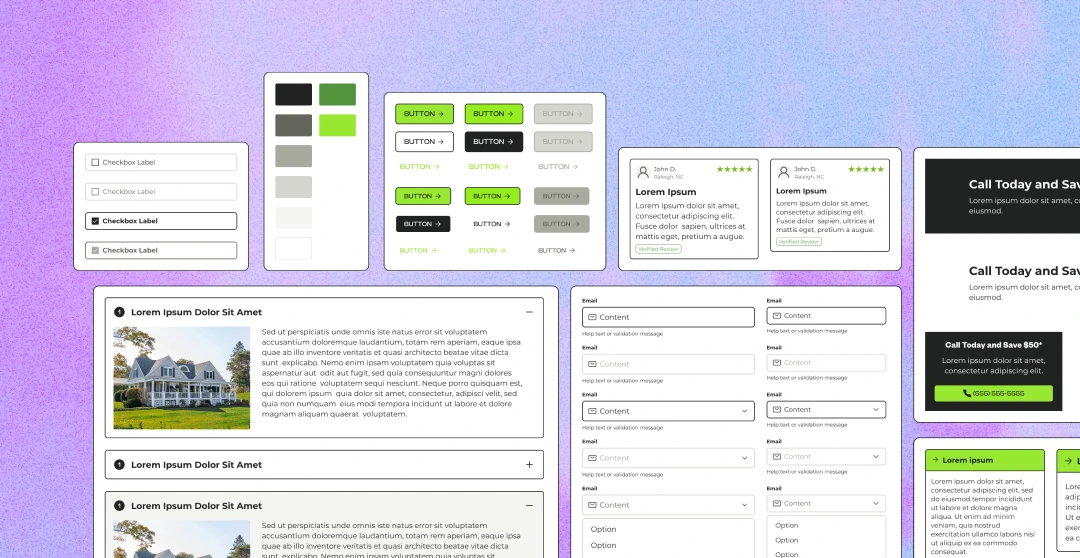 Checkbox Label
Checkbox Label
Checkbox Label
Checkbox Label
BUTTON → BUTTON → BUTTON →
BUTTON → BUTTON → BUTTON →
BUTTON → BUTTON → BUTTON →
BUTTON → BUTTON → BUTTON →
BUTTON → BUTTON → BUTTON →
BUTTON → BUTTON → BUTTON →
John D.
Raleigh, NC
★★★★★
Lorem Ipsum
Lorem ipsum dolor sit amet,
consectetur adipiscing elit.
Fusce dolor sapien, ultrices at
mattis eget, pretium a augue.
Verified Review
John D.
Raleigh, NC
★★★★★
Lorem Ipsum
Lorem ipsum dolor sit amet,
consectetur adipiscing elit.
Fusce dolor sapien, ultrices at
mattis eget, pretium a augue.
Verified Review
Call Today and Sav
Lorem ipsum dolor sit amet, co
eiusmod.
Call Today and Sav
Lorem ipsum dolor sit amet, con
eiusmod.
Call Today and Save $50*
Lorem ipsum dolor sit amet,
consectetur adipiscing elit.
(555) 555-5555
1 Lorem Ipsum Dolor Sit Amet
Sed ut perspiciatis unde omnis iste natus error sit voluptatem
accusantium doloremque laudantium, totam rem aperiam, eaque ipsa
quae ab illo inventore veritatis et quasi architecto beatae vitae dicta
sunt explicabo. Nemo enim ipsam voluptatem quia voluptas sit
aspernatur aut odit aut fugit, sed quia consequuntur magni dolores
eos qui ratione voluptatem sequi nesciunt. Neque porro quisquam est,
qui dolorem ipsum quia dolor sit amet, consectetur, adipisci velit, sed
quia non numquam eius modi tempora incidunt ut labore et dolore
magnam aliquam quaerat voluptatem.
1 Lorem Ipsum Dolor Sit Amet
1 Lorem Ipsum Dolor Sit Amet
Sed ut perspiciatis unde omnis iste natus error sit voluptatem
accusantium doloremque laudantium, totam rem aperiam, eaque ipsa
quae ab illo inventore veritatis et quasi architecto beatae vitae dicta
sunt explicabo. Nemo enim ipsam voluptatem quia voluptas sit
Email
Content
Help text or validation message
Email
Content
Help text or validation message
Email
Content
Help text or validation message
Email
Content
Help text or validation message
Email
Content
Option
Option
Email
Content
Help text or validation message
Email
Content
Help text or validation message
Email
Content
Help text or validation message
Email
Content
Help text or validation message
Email
Content
Option
Option
Option
→ Lorem ipsum
Lorem ipsum dolor sit amet,
consectetur adipiscing elit, sed
do eiusmod tempor incididunt
ut labore et dolore magna
aliqua. Ut enim ad minim
veniam, quis nostrud
exercitation ullamco laboris nisi
ut aliquip ex ea commodo
consequat.
→ L
Lore
adip
inci
Ut e
exer
ea c